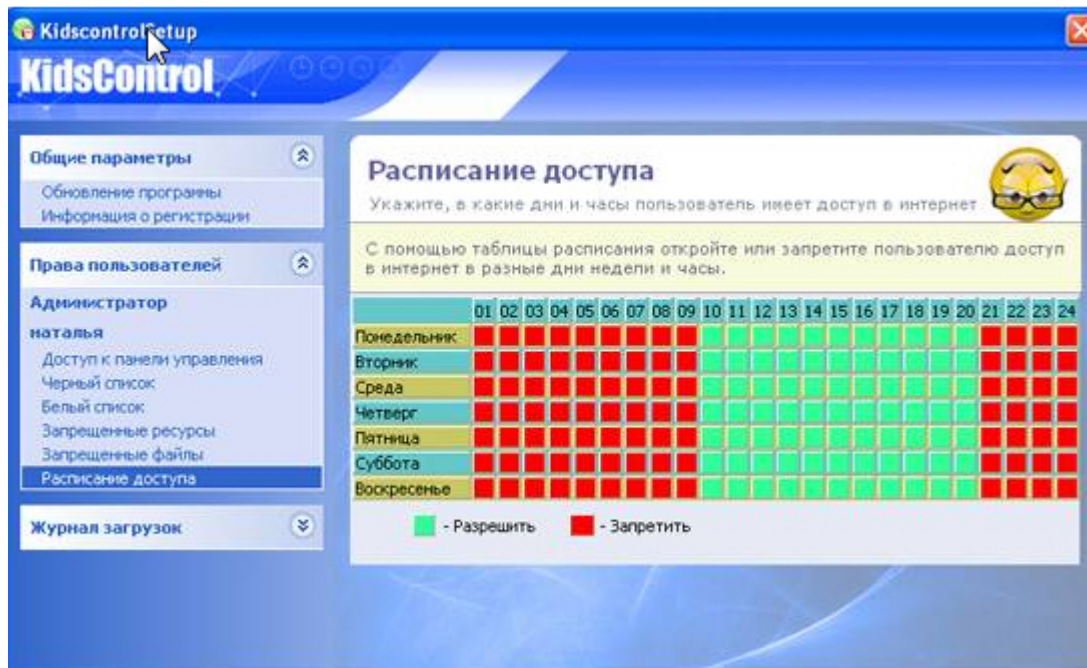 KidscontrolSetup
KidsControl
Общие параметры
Обновление программы
Информация о регистрации
Права пользователей
Администратор
наталья
Доступ к панели управления
Черный список
Белый список
Запрещенные ресурсы
Запрещенные файлы
Расписание доступа
Журнал загрузок
Расписание доступа
Укажите, в какие дни и часы пользователь имеет доступ в интернет
С помощью таблицы расписания откройте или запретите пользователю доступ
в интернет в разные дни недели и часы.
01 02 03 04 05 06 07 08 09 10 11 12 13 14 15 16 17 18 19 20 21 22 23 24
Понедельник
Вторник
Среда
Четверг
Пятница
Суббота
Воскресенье
- Разрешить - Запретить